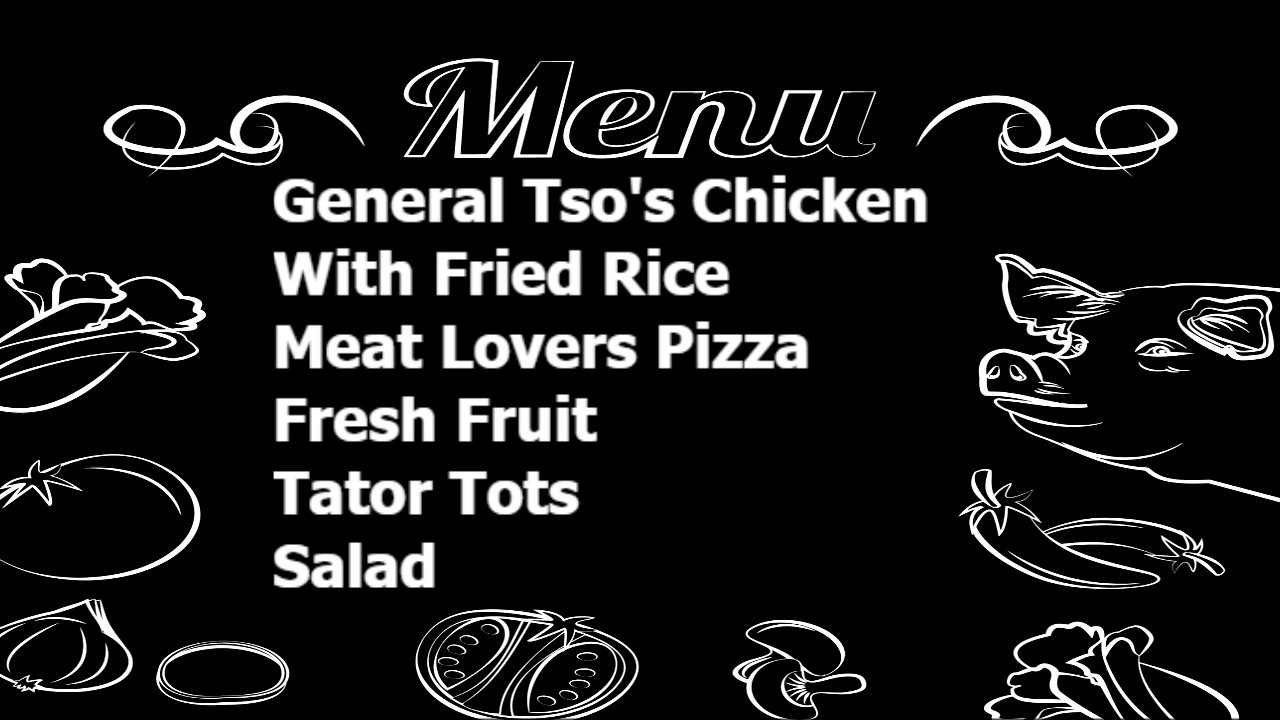 Menu
General Tso's Chicken
With Fried Rice
Meat Lovers Pizza
Fresh Fruit
Tator Tots
Salad